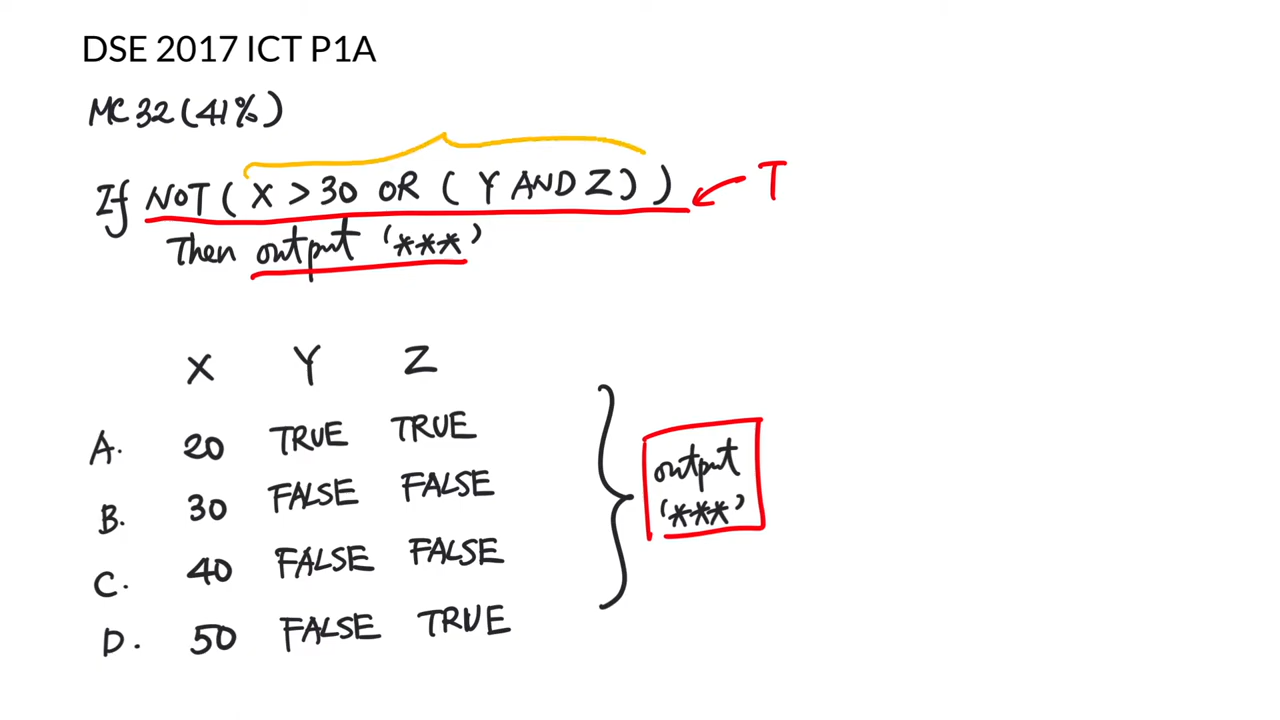 DSE 2017 ICT P1A
MC 32 (41%)
If NOT( X > 30 OR ( Y AND Z ) )
T
Then output '***'
X Y Z
A. 20 TRUE TRUE
B. 30 FALSE FALSE
C. 40 FALSE FALSE
D. 50 FALSE TRUE
output
'***'